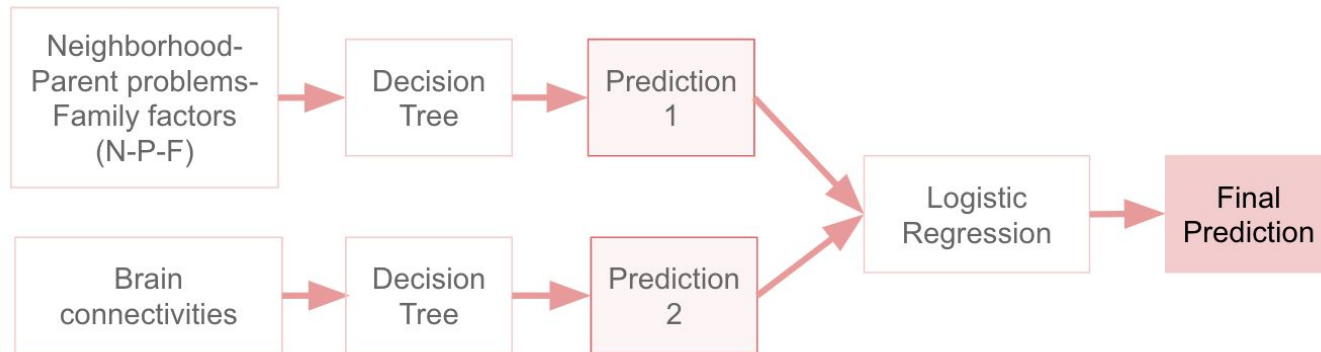 Neighborhood-
Parent problems-
Family factors
(N-P-F)
Decision
Tree
Prediction
1
Brain
connectivities
Decision
Tree
Prediction
2
Logistic
Regression
Final
Prediction